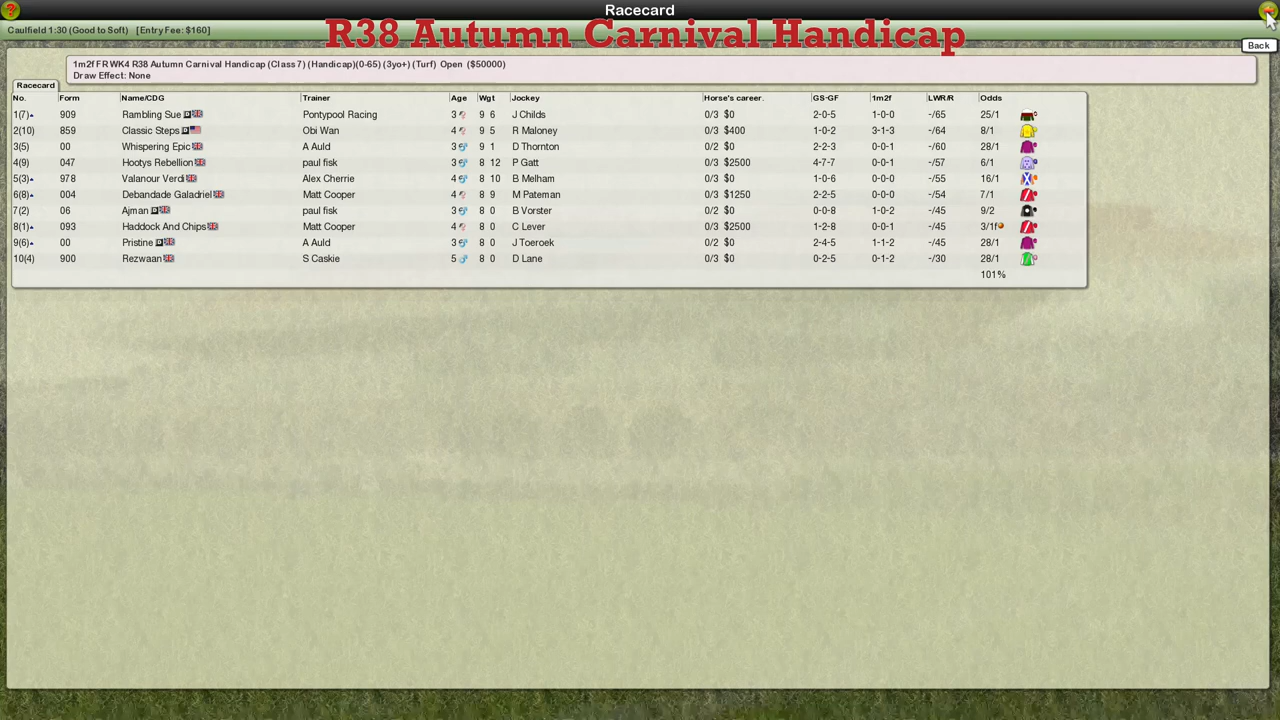 Racecard
Caulfield 1:30 (Good to Soft) [Entry Fee: $160]
R38 Autumn Carnival Handicap
Back
1m2f FR WK4 R38 Autumn Carnival Handicap (Class 7) (Handicap)(0-65) (3yo+) (Turf) Open ($50000)
Draw Effect: None
Racecard
No. Form Name/CDG Trainer Age Wgt Jockey Horse's career. GS-GF 1m2f LWR/R Odds
1(7) 909 Rambling Sue P Pontypool Racing 3 9 6 J Childs 0/3 $0 2-0-5 1-0-0 -/65 25/1
2(10) 859 Classic Steps P Obi Wan 4 9 5 R Maloney 0/3 $400 1-0-2 3-1-3 -/64 8/1
3(5) 00 Whispering Epic A Auld 3 9 1 D Thornton 0/2 $0 2-2-3 0-0-1 -/60 28/1
4(9) 047 Hootys Rebellion paul fisk 3 8 12 P Gatt 0/3 $2500 4-7-7 0-0-1 -/57 6/1
5(3) 978 Valanour Verdi Alex Cherrie 4 8 10 B Melham 0/3 $0 1-0-6 0-0-0 -/55 16/1
6(8) 004 Debandade Galadriel Matt Cooper 4 8 9 M Pateman 0/3 $1250 2-2-5 0-0-0 -/54 7/1
7(2) 06 Ajman P paul fisk 3 8 0 B Vorster 0/2 $0 0-0-8 1-0-2 -/45 9/2
8(1) 093 Haddock And Chips Matt Cooper 4 8 0 C Lever 0/3 $2500 1-2-8 0-0-1 -/45 3/1f
9(6) 00 Pristine P A Auld 3 8 0 J Toeroek 0/2 $0 2-4-5 1-1-2 -/45 28/1
10(4) 900 Rezwaan S Caskie 5 8 0 D Lane 0/3 $0 0-2-5 0-1-2 -/30 28/1
101%